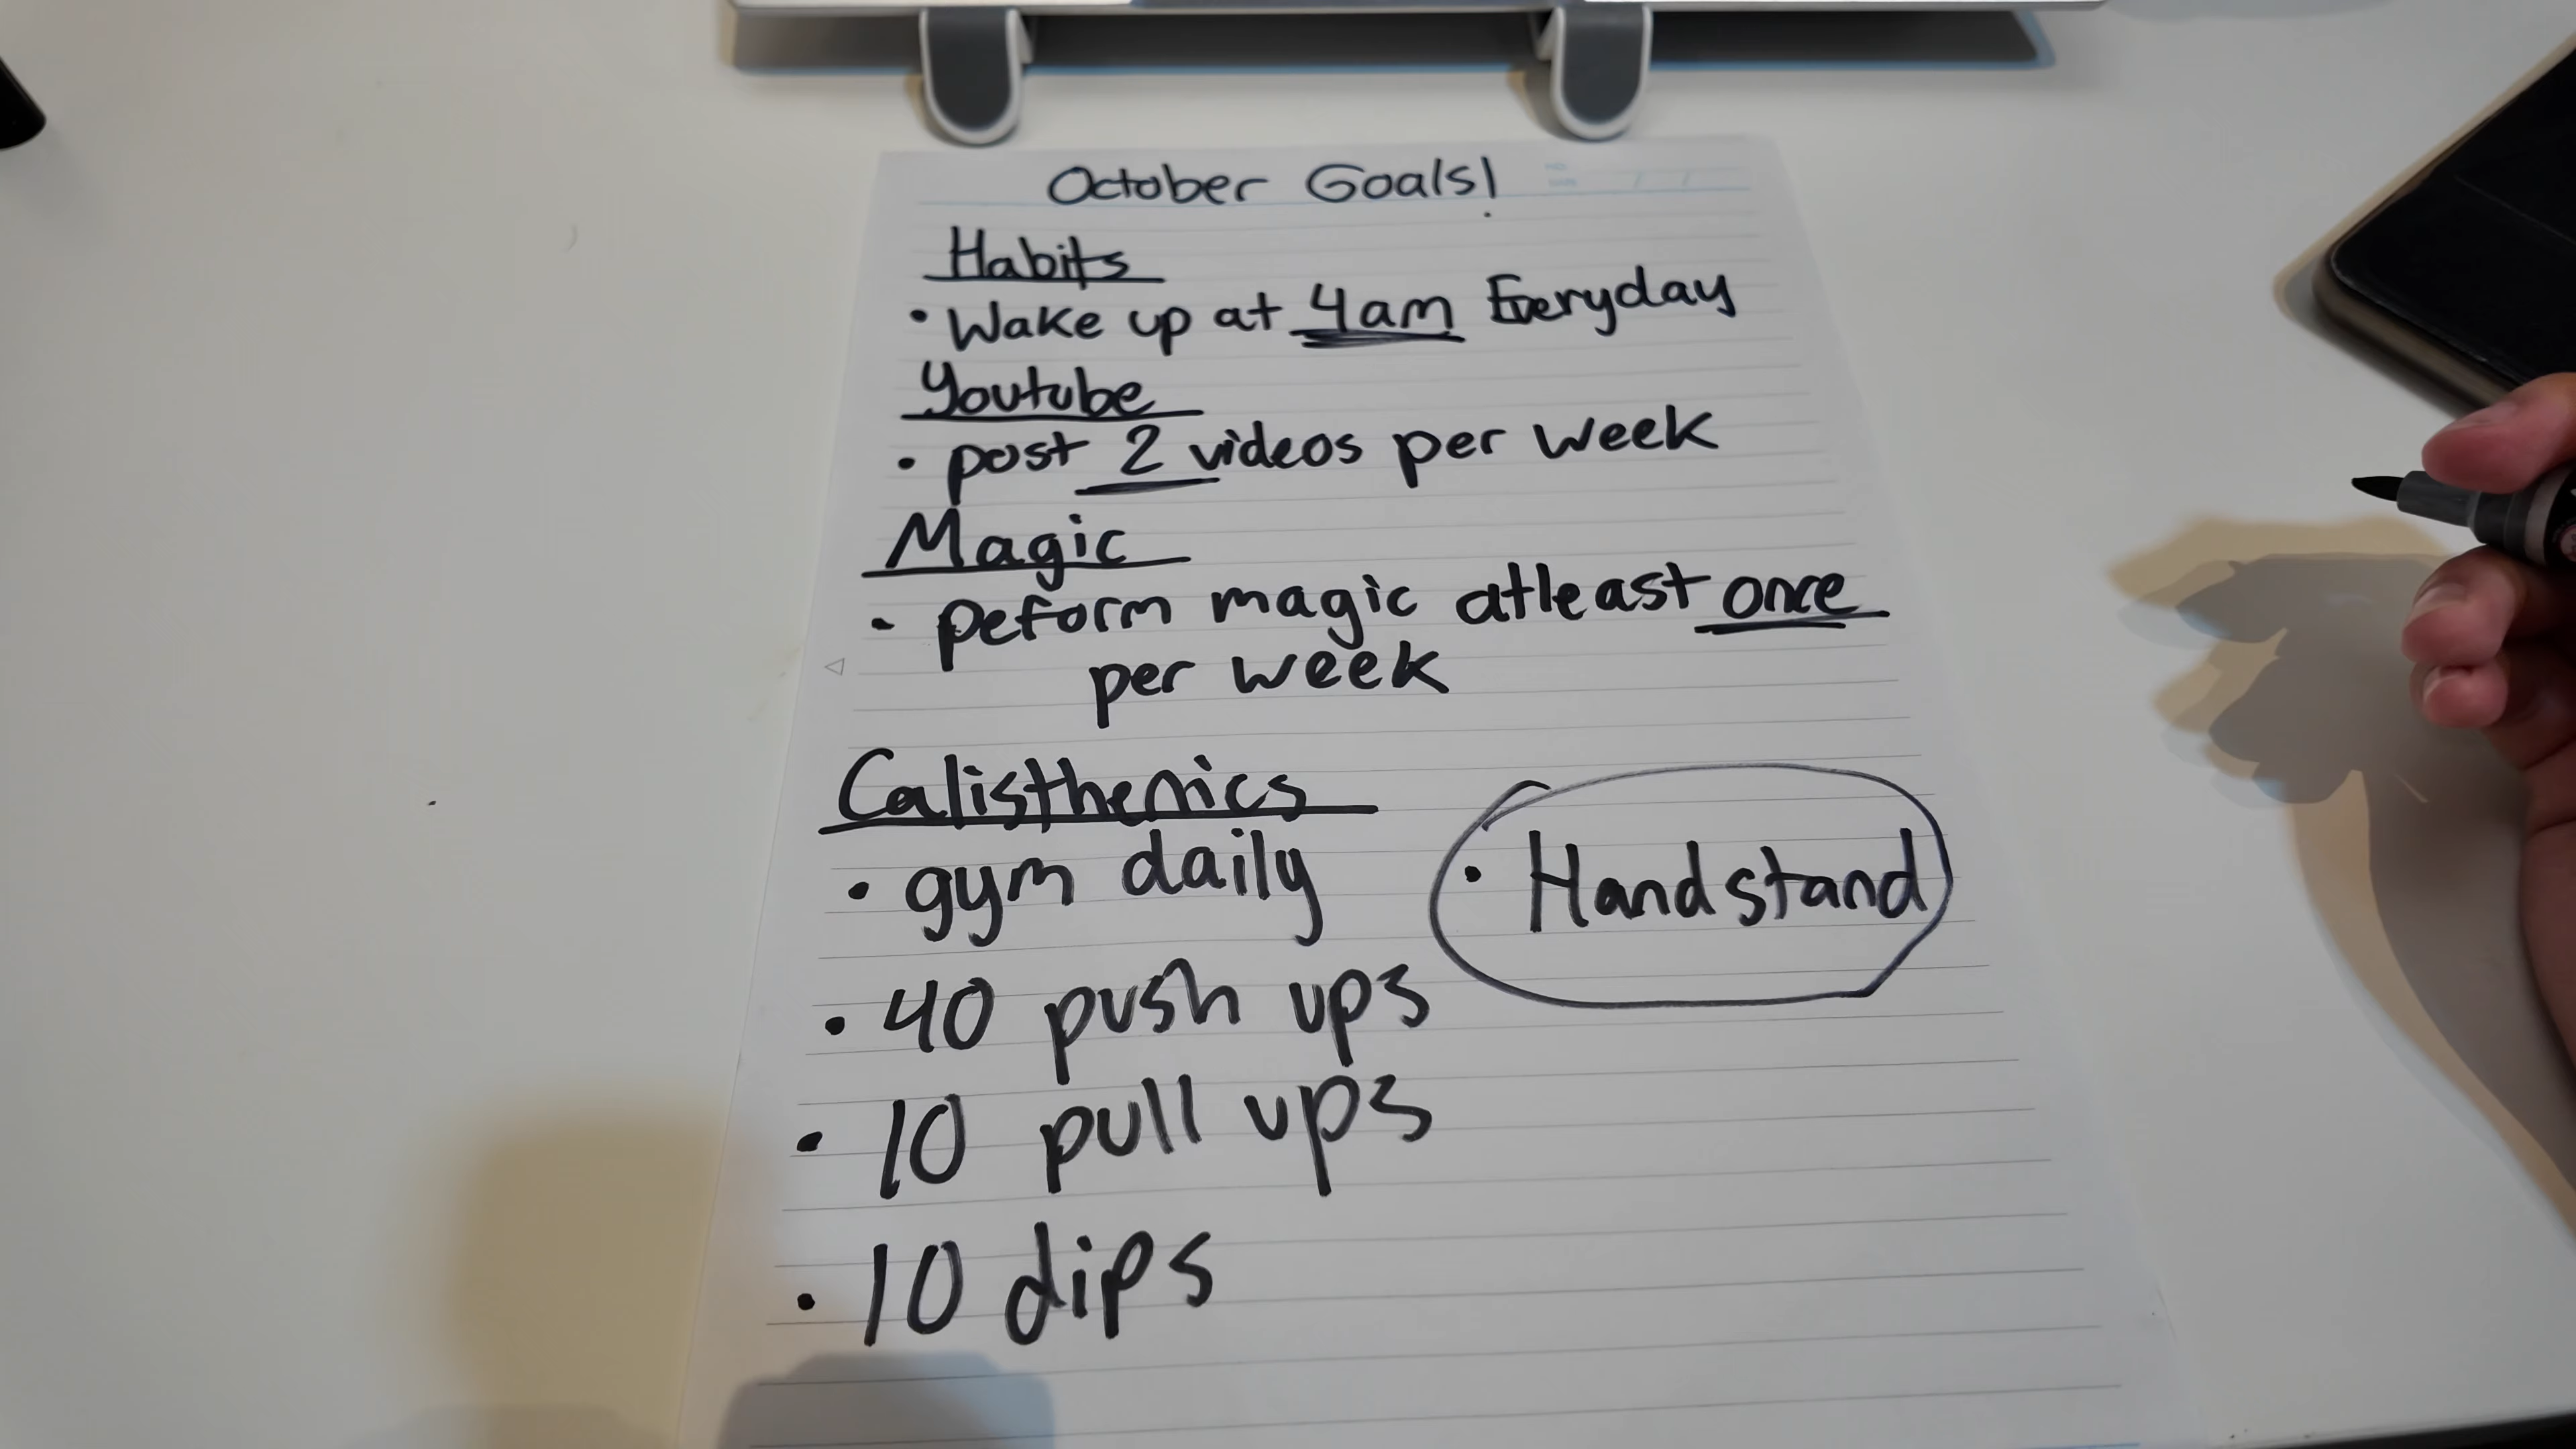 October Goals!
Habits
• Wake up at 4am Everyday
Youtube
• post 2 videos per week
Magic
• peform magic atleast once
per week
Calisthenics
• gym daily
• Handstand
• 40 push ups
• 10 pull ups
• 10 dips